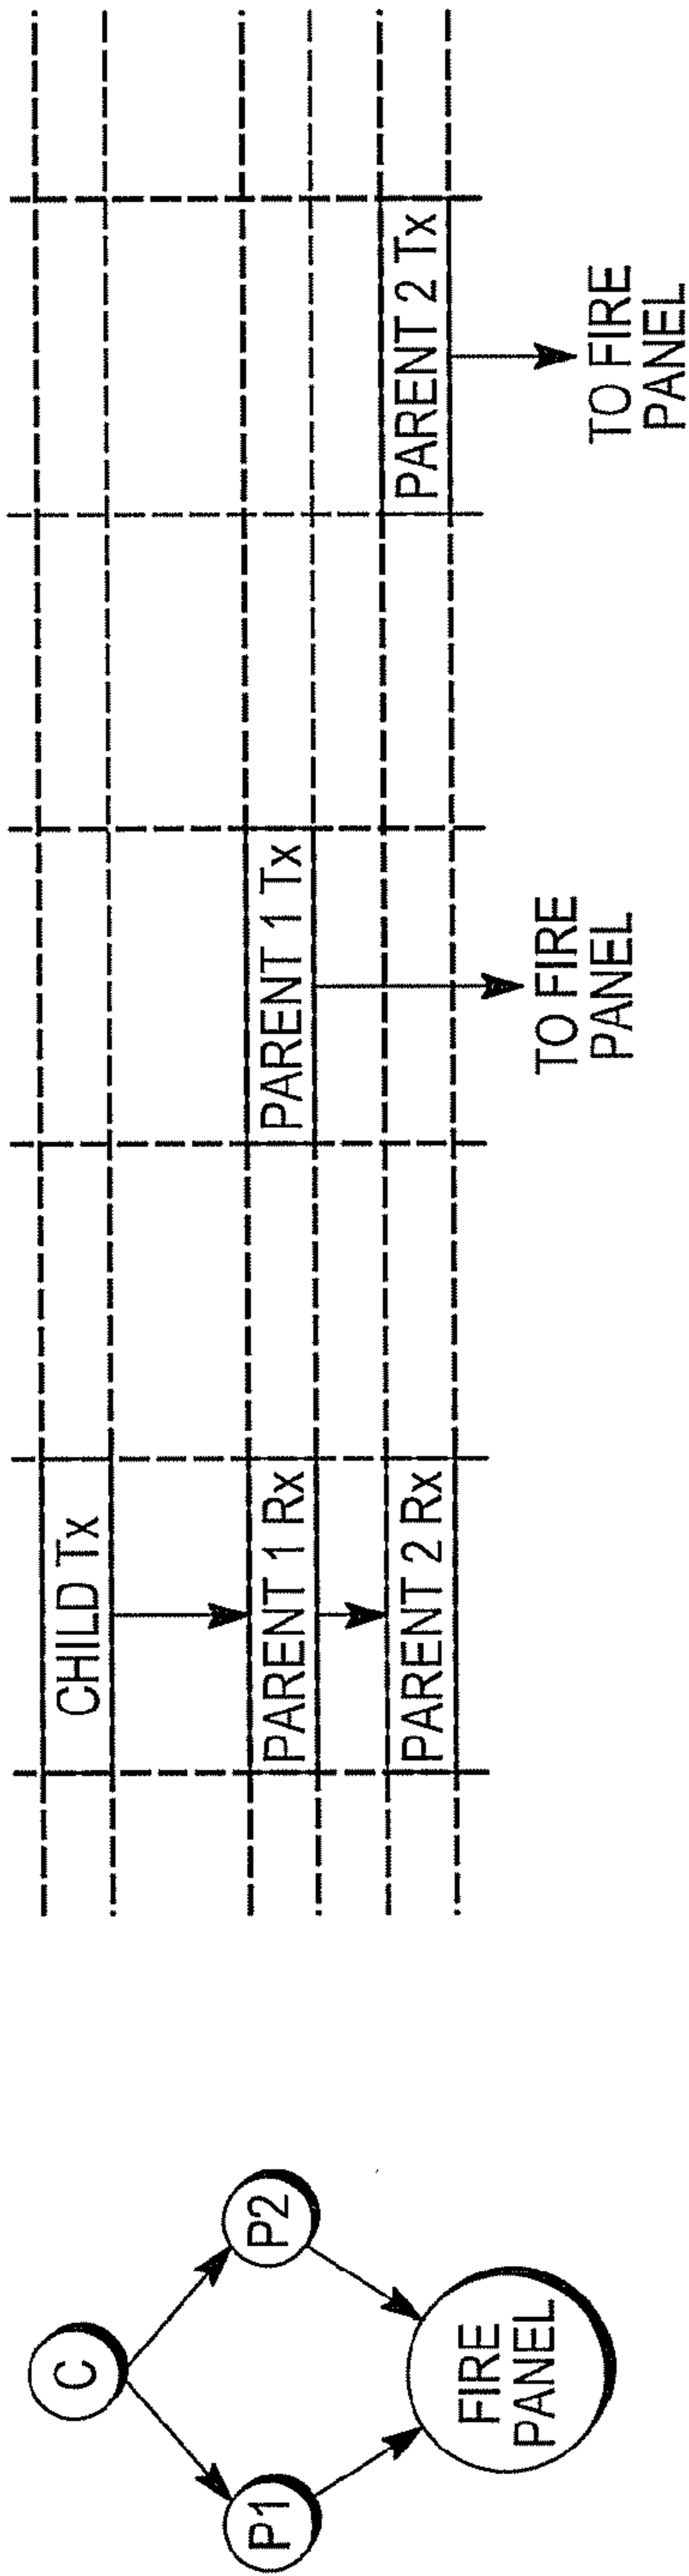 C
P1
P2
FIRE
PANEL
CHILD Tx
PARENT 1 Rx
PARENT 2 Rx
PARENT 1 Tx
TO FIRE
PANEL
PARENT 2 Tx
TO FIRE
PANEL